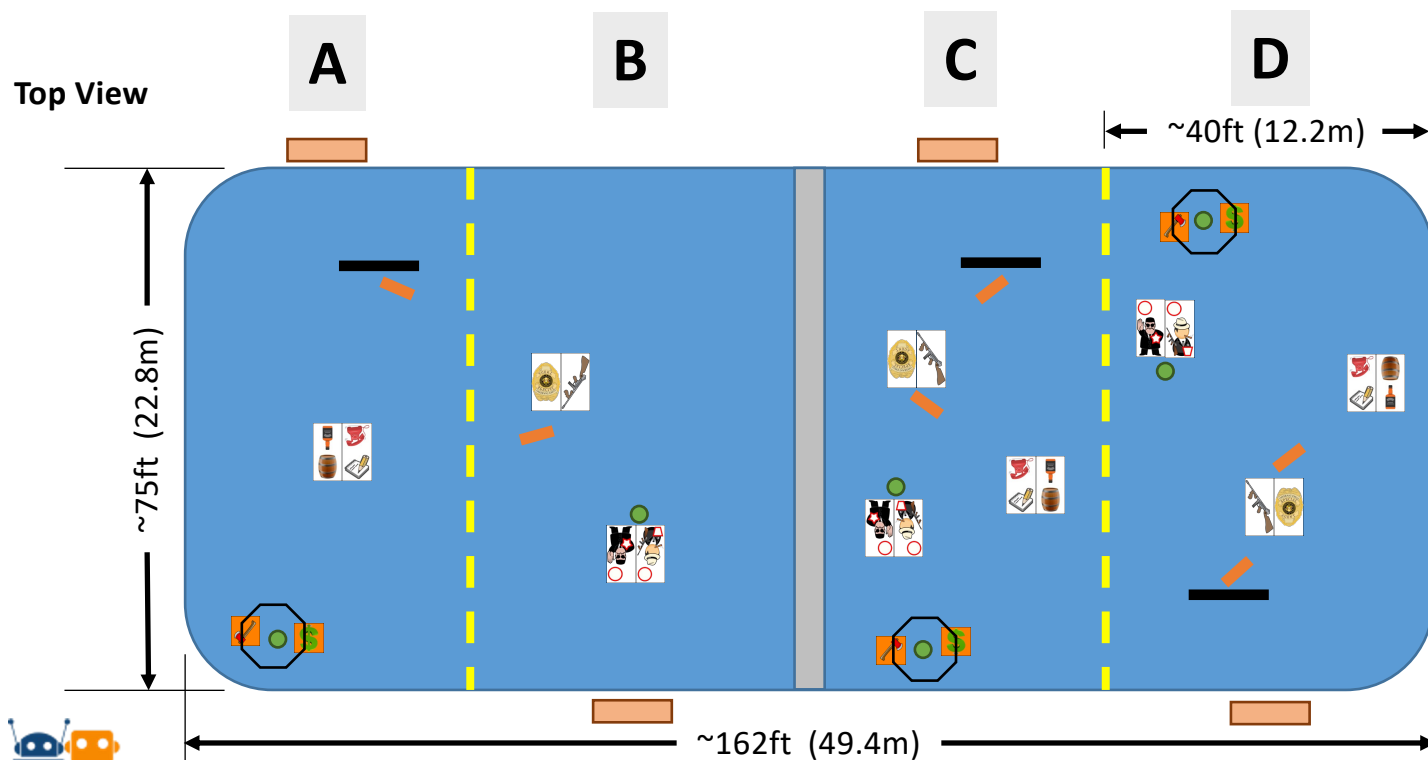 A
B
C
D
Top View
~40ft (12.2m)
~75ft (22.8m)
~162ft (49.4m)